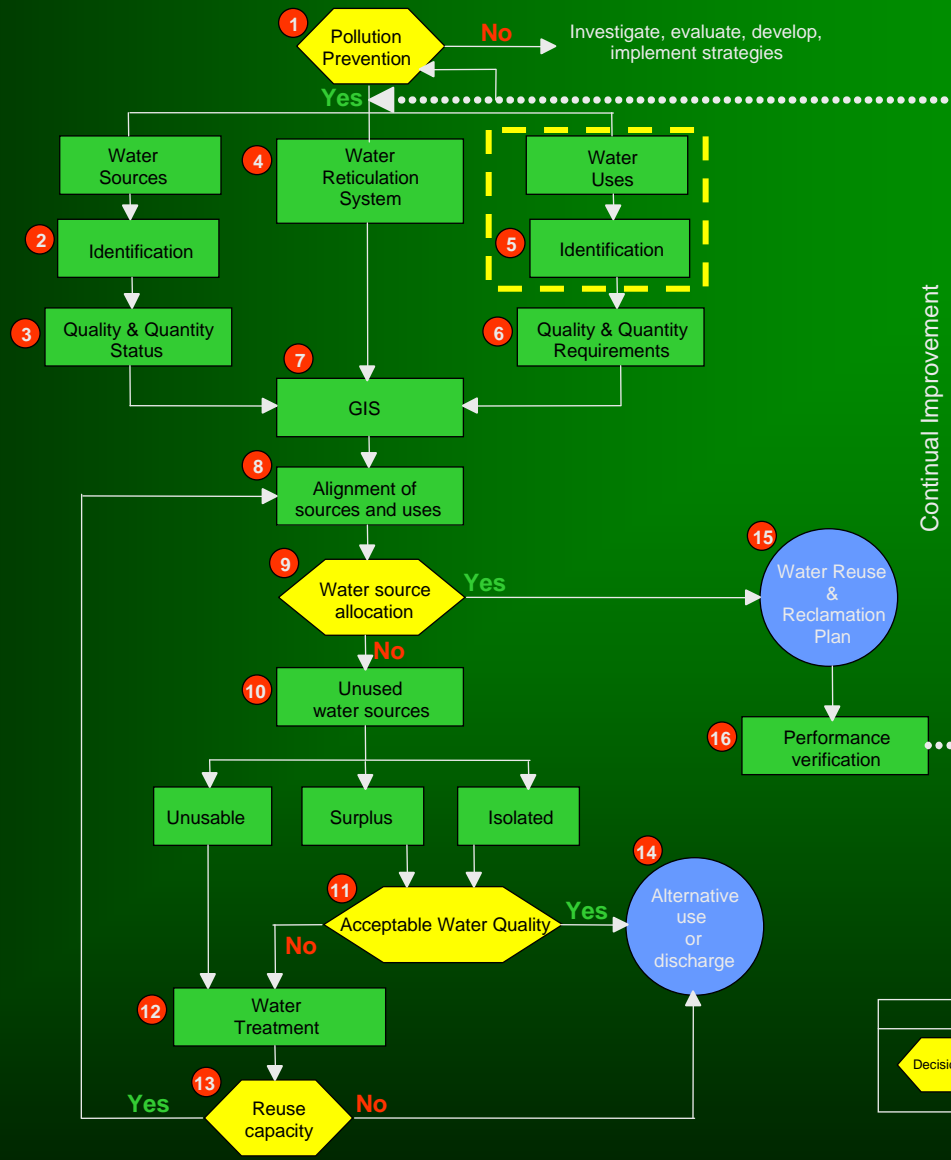 1
Pollution
Prevention
No
Investigate, evaluate, develop,
implement strategies
Yes
Water
Sources
4
Water
Reticulation
System
Water
Uses
2
Identification
5
Identification
3
Quality & Quantity
Status
6
Quality & Quantity
Requirements
7
GIS
8
Alignment of
sources and uses
Continual Improvement
9
Water source
allocation
Yes
No
15
Water Reuse
&
Reclamation
Plan
10
Unused
water sources
16
Performance
verification
Unusable
Surplus
Isolated
11
Acceptable Water Quality
Yes
No
14
Alternative
use
or
discharge
12
Water
Treatment
13
Reuse
capacity
Yes
No